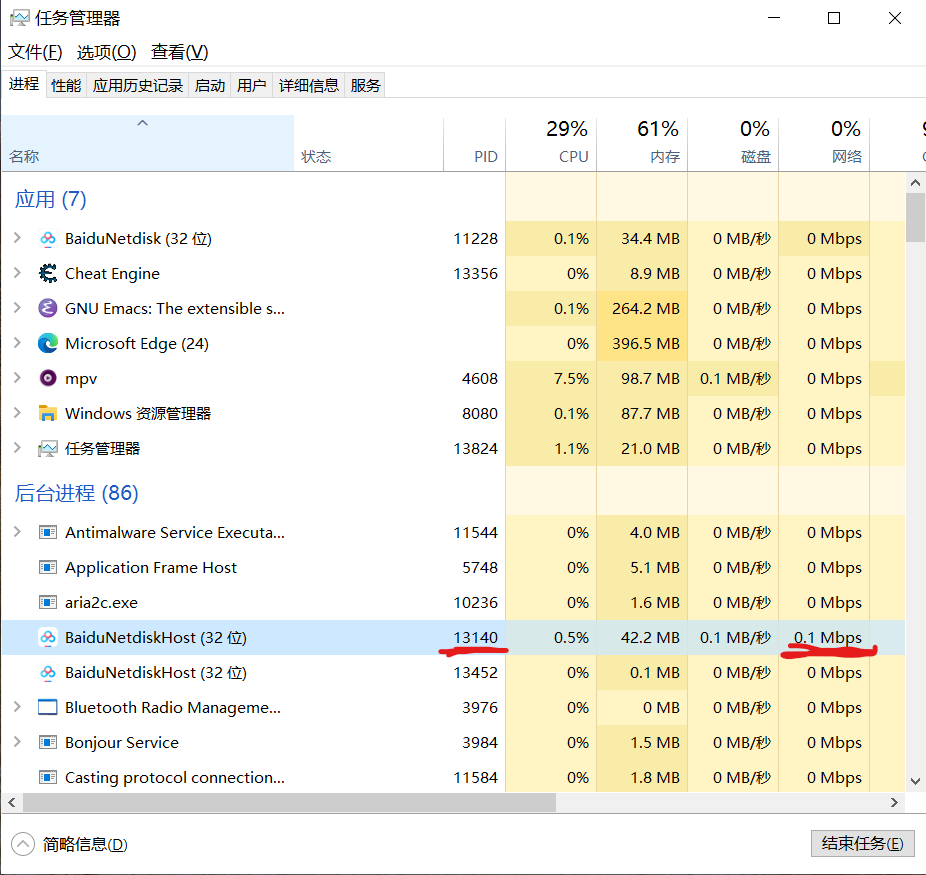 任务管理器
文件(F) 选项(O) 查看(V)
进程 性能 应用历史记录 启动 用户 详细信息 服务
29% 61% 0% 0% 9
名称 状态 PID CPU 内存 磁盘 网络
应用 (7)
BaiduNetdisk (32 位) 11228 0.1% 34.4 MB 0 MB/秒 0 Mbps
Cheat Engine 13356 0% 8.9 MB 0 MB/秒 0 Mbps
GNU Emacs: The extensible s... 0.1% 264.2 MB 0 MB/秒 0 Mbps
Microsoft Edge (24) 0% 396.5 MB 0 MB/秒 0 Mbps
mpv 4608 7.5% 98.7 MB 0.1 MB/秒 0 Mbps
Windows 资源管理器 8080 0.1% 87.7 MB 0 MB/秒 0 Mbps
任务管理器 13824 1.1% 21.0 MB 0 MB/秒 0 Mbps
后台进程 (86)
Antimalware Service Executa... 11544 0% 4.0 MB 0 MB/秒 0 Mbps
Application Frame Host 5748 0% 5.1 MB 0 MB/秒 0 Mbps
aria2c.exe 10236 0% 1.6 MB 0 MB/秒 0 Mbps
BaiduNetdiskHost (32 位) 13140 0.5% 42.2 MB 0.1 MB/秒 0.1 Mbps
BaiduNetdiskHost (32 位) 13452 0% 0.1 MB 0 MB/秒 0 Mbps
Bluetooth Radio Manageme... 3976 0% 0 MB 0 MB/秒 0 Mbps
Bonjour Service 3984 0% 1.5 MB 0 MB/秒 0 Mbps
Casting protocol connection... 11584 0% 1.8 MB 0 MB/秒 0 Mbps
简略信息(D) 结束任务(E)